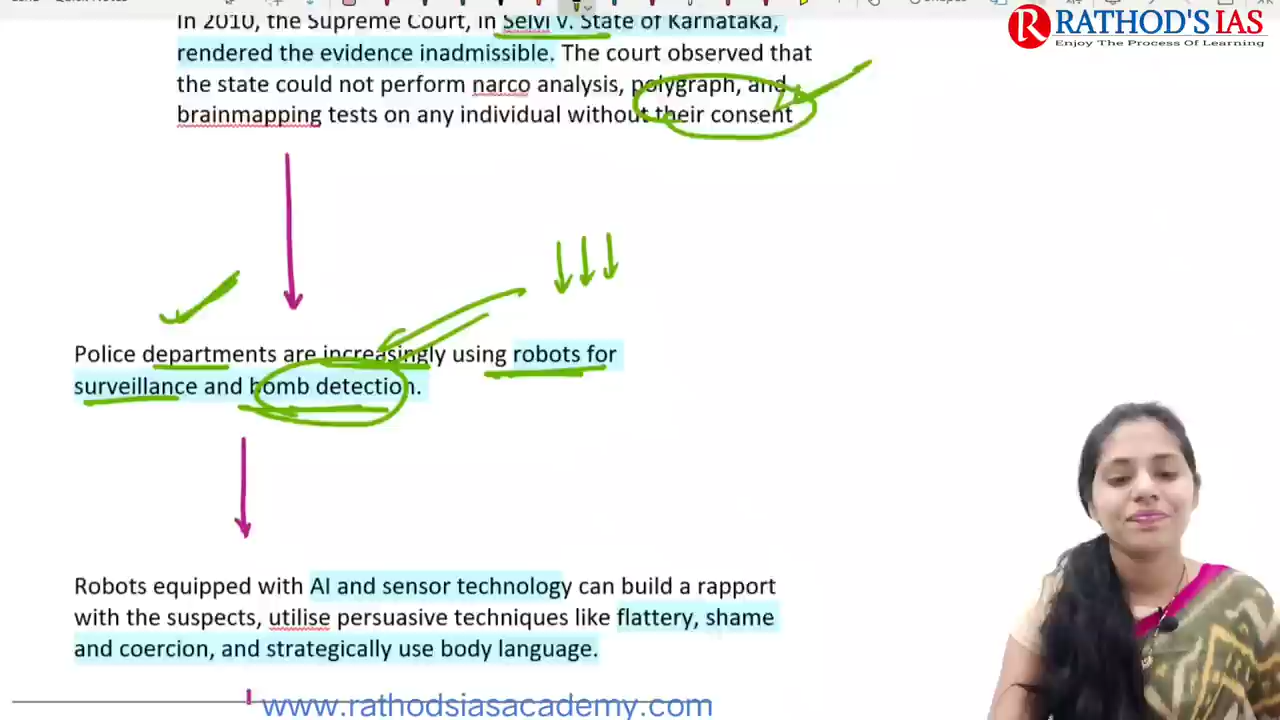 In 2010, the Supreme Court, in Selvi v. State of Karnataka,
rendered the evidence inadmissible. The court observed that
the state could not perform narco analysis, polygraph, and
brainmapping tests on any individual without their consent
Police departments are increasingly using robots for
surveillance and bomb detection.
Robots equipped with AI and sensor technology can build a rapport
with the suspects, utilise persuasive techniques like flattery, shame
and coercion, and strategically use body language.
www.rathodsiasacademy.com
R RATHOD'S IAS
Enjoy The Process Of Learning